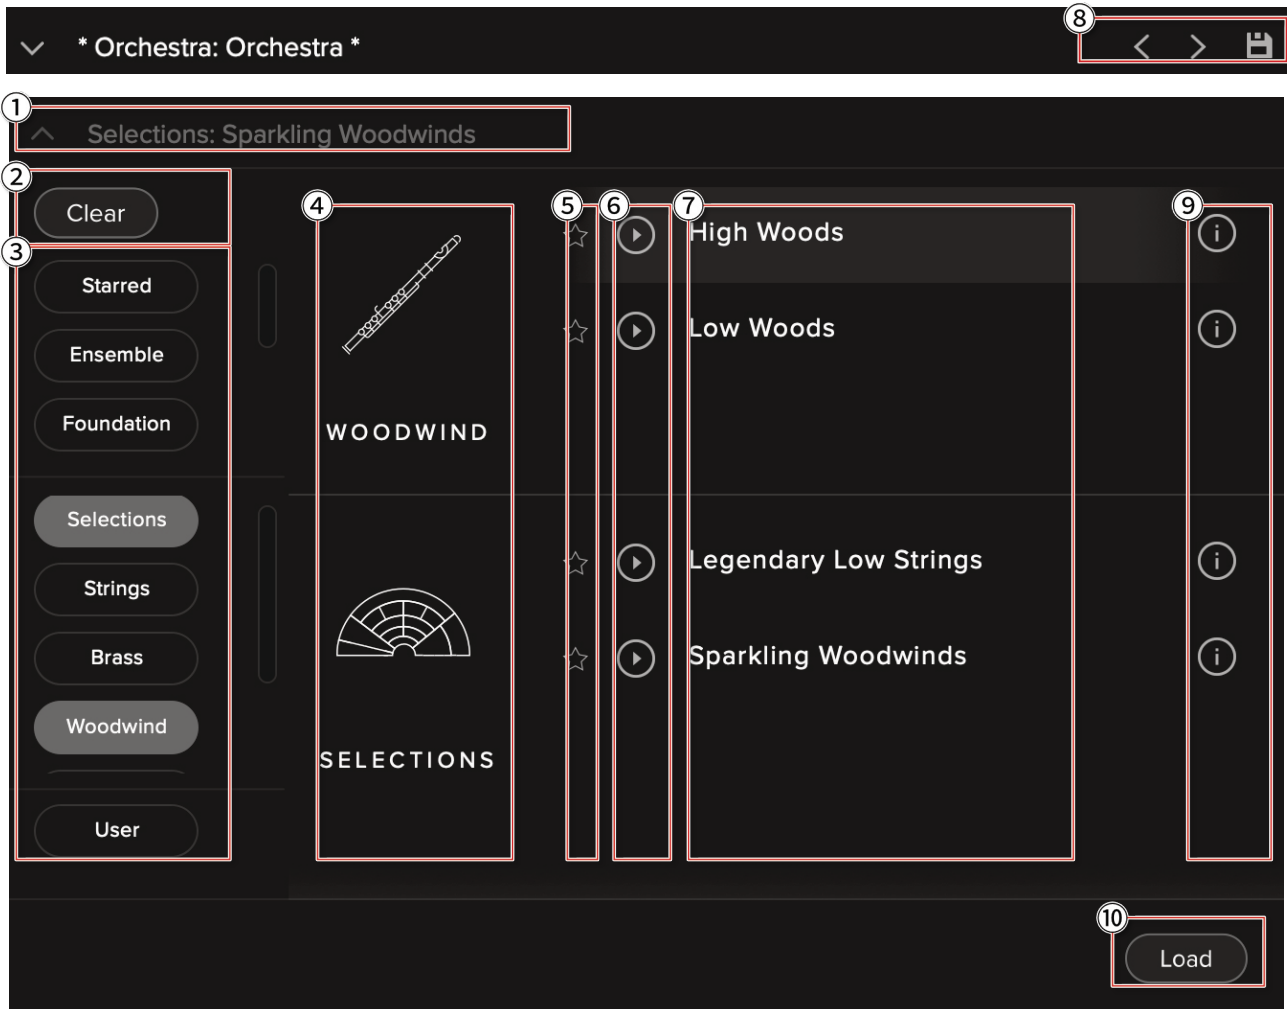 * Orchestra: Orchestra *
8
1
Selections: Sparkling Woodwinds
2
Clear
3
Starred
Ensemble
Foundation
Selections
Strings
Brass
Woodwind
User
4
WOODWIND
SELECTIONS
5
6
7
High Woods
Low Woods
Legendary Low Strings
Sparkling Woodwinds
9
i
i
i
i
10
Load